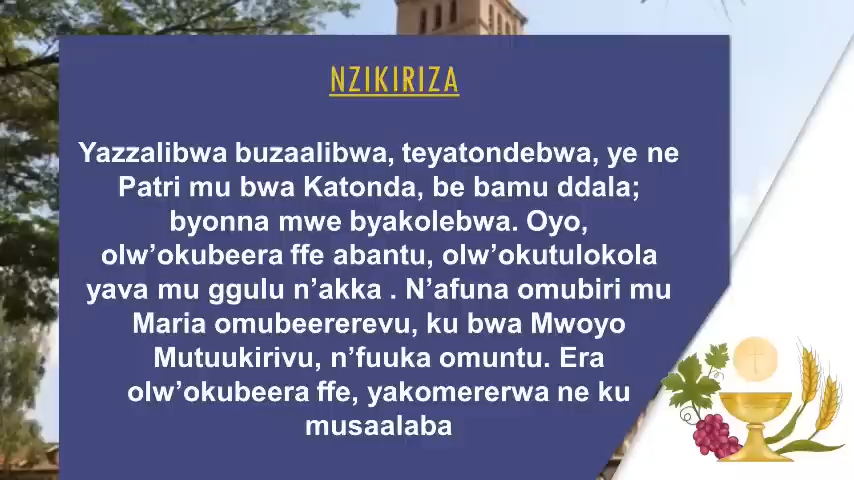 NZIKIRIZA
Yazzalibwa buzaalibwa, teyatondebwa, ye ne
Patri mu bwa Katonda, be bamu ddala;
byonna mwe byakolebwa. Oyo,
olw’okubeera ffe abantu, olw’okutulokola
yava mu ggulu n’akka . N’afuna omubiri mu
Maria omubeererevu, ku bwa Mwoyo
Mutuukirivu, n’fuuka omuntu. Era
olw’okubeera ffe, yakomererwa ne ku
musaalaba